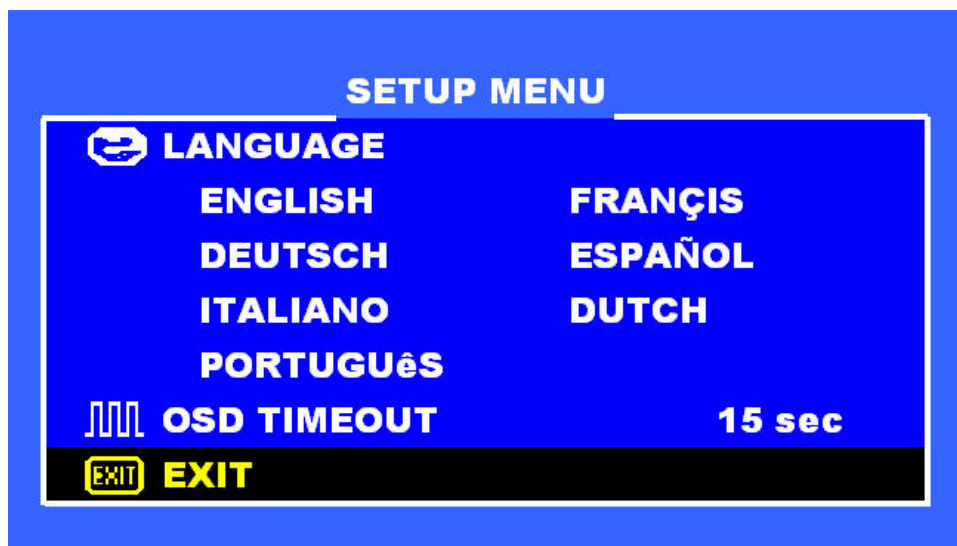 SETUP MENU
LANGUAGE
ENGLISH FRANÇIS
DEUTSCH ESPAÑOL
ITALIANO DUTCH
PORTUGUêS
OSD TIMEOUT 15 sec
EXIT EXIT